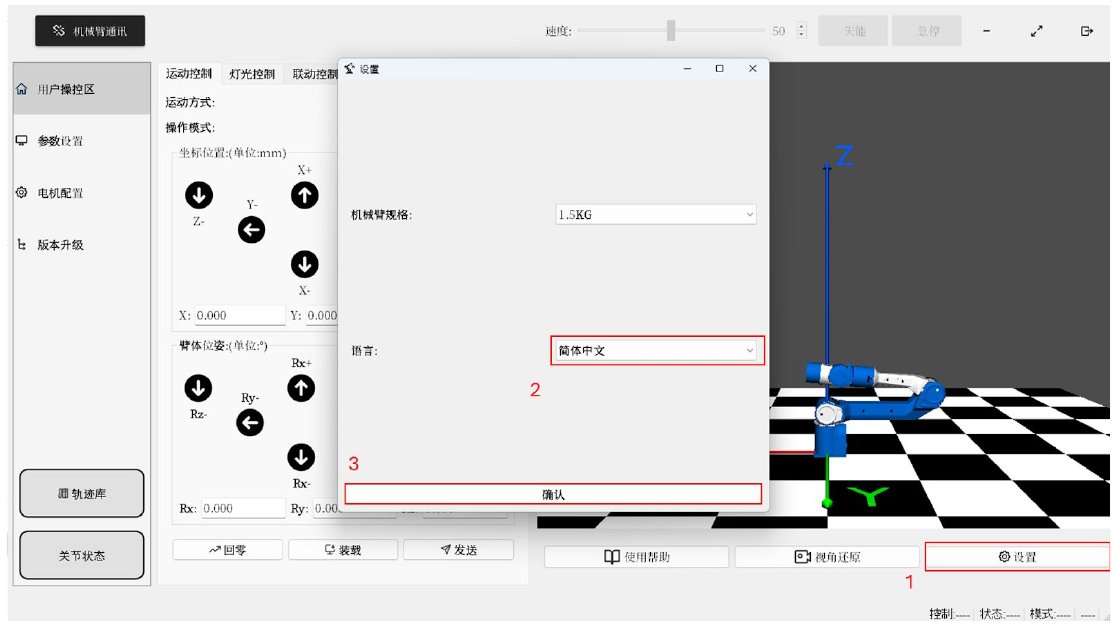 机械臂通讯
速度:
50
失能
急停
用户操控区
参数设置
电机配置
版本升级
轨迹库
关节状态
运动控制 灯光控制 联动控制
运动方式:
操作模式:
坐标位置:(单位:mm)
X+
Z-
Y-
X-
X: 0.000 Y: 0.000
臂体位姿:(单位:°)
Rx+
Rz-
Ry-
Rx-
Rx: 0.000 Ry: 0.00
回零 装载 发送
设置
机械臂规格: 1.5KG
语言: 简体中文
2
3
确认
Z
Y
使用帮助 视角还原 设置
1
控制:---- 状态:---- 模式:---- ----